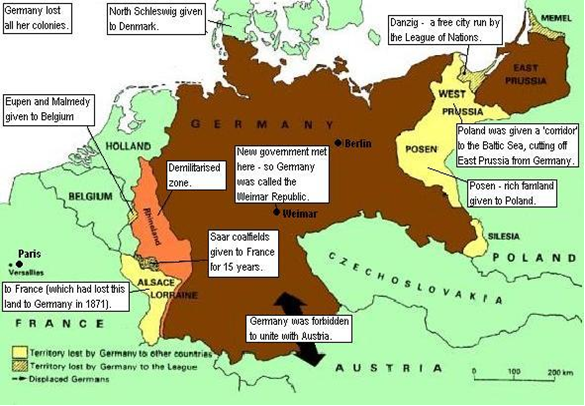 Germany lost
all her colonies.
North Schleswig given
to Denmark.
Danzig - a free city run by
the League of Nations.
MEMEL
EAST
PRUSSIA
WEST
PRUSSIA
Eupen and Malmedy
given to Belgium
GERMANY
Berlin
HOLLAND
Demilitarised
zone.
New government met
here - so Germany
was called the
Weimar Republic.
Weimar
POSEN
Poland was given a 'corridor'
to the Baltic Sea, cutting off
East Prussia from Germany.
Posen - rich farmland
given to Poland.
BELGIUM
Rhineland
SILESIA
POLAND
Paris
Versailles
Saar coalfields
given to France
for 15 years.
CZECHOSLOVAKIA
ALSACE
LORRAINE
to France (which had lost this
land to Germany in 1871).
FRANCE
Germany was forbidden
to unite with Austria.
AUSTRIA
Territory lost by Germany to other countries
Territory lost by Germany to the League
Displaced Germans
0 100 200 km